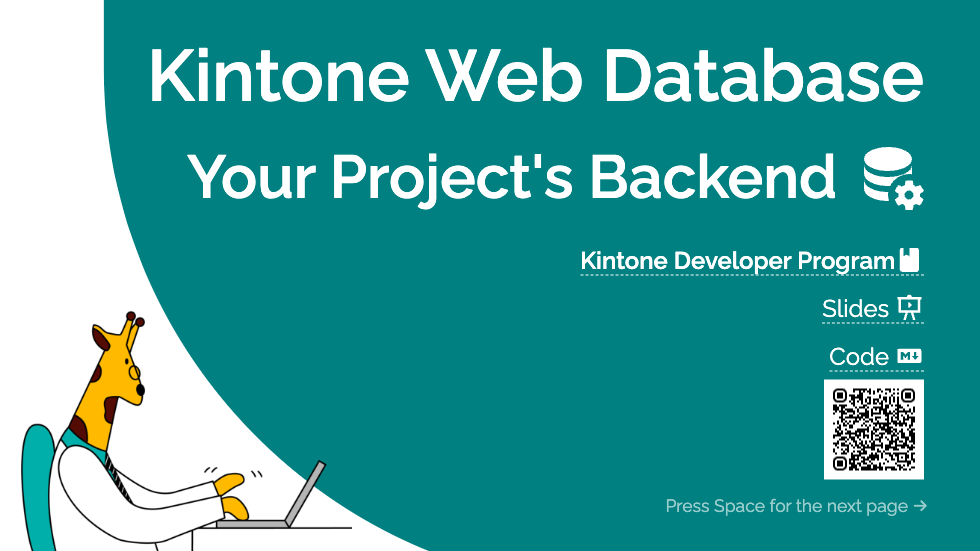 Kintone Web Database
Your Project's Backend
Kintone Developer Program
Slides
Code M↓
Press Space for the next page →